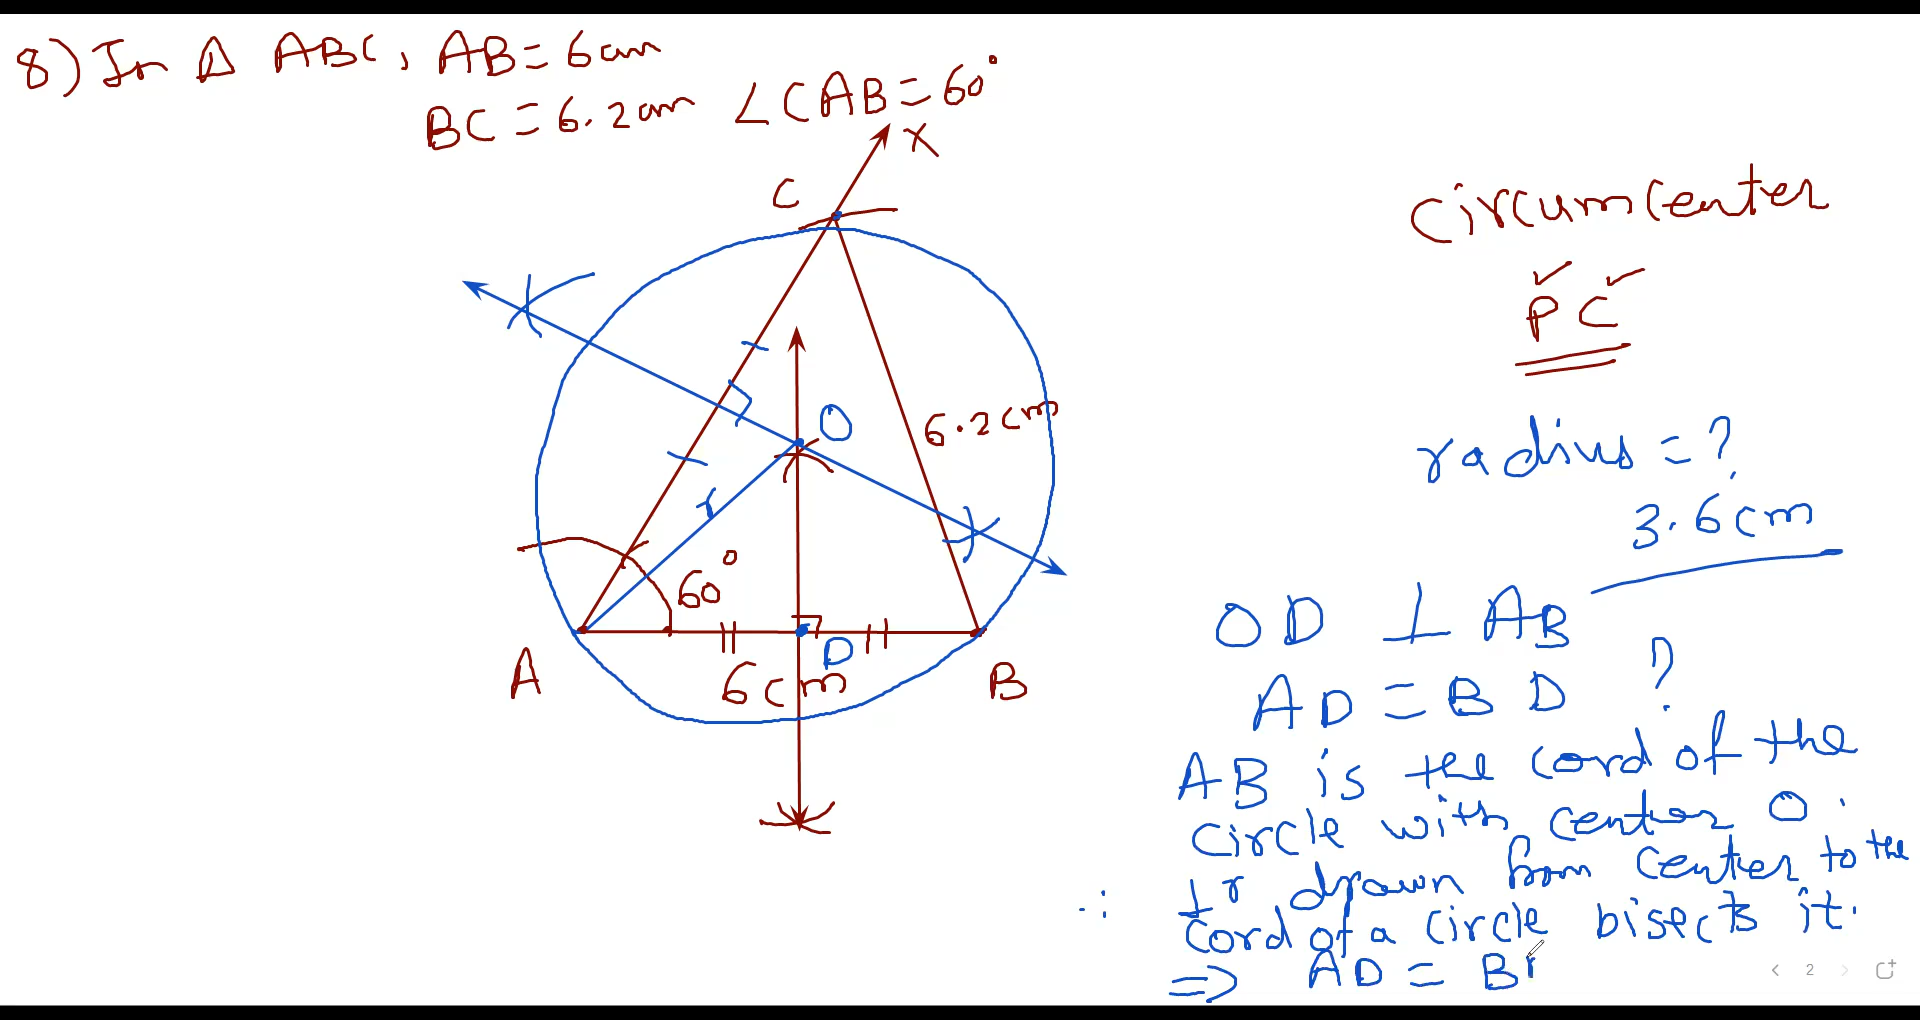 8) In Δ ABC, AB = 6cm
BC = 6.2cm ∠CAB = 60°
X
C
O
6.2cm
r
60°
D
A
6cm
B
Circumcenter
PC
radius = ?
3.6cm
OD ⊥ AB
AD = BD ?
AB is the cord of the
circle with center O.
∴ ⊥r drawn from center to the
cord of a circle bisects it.
⇒ AD = B
2